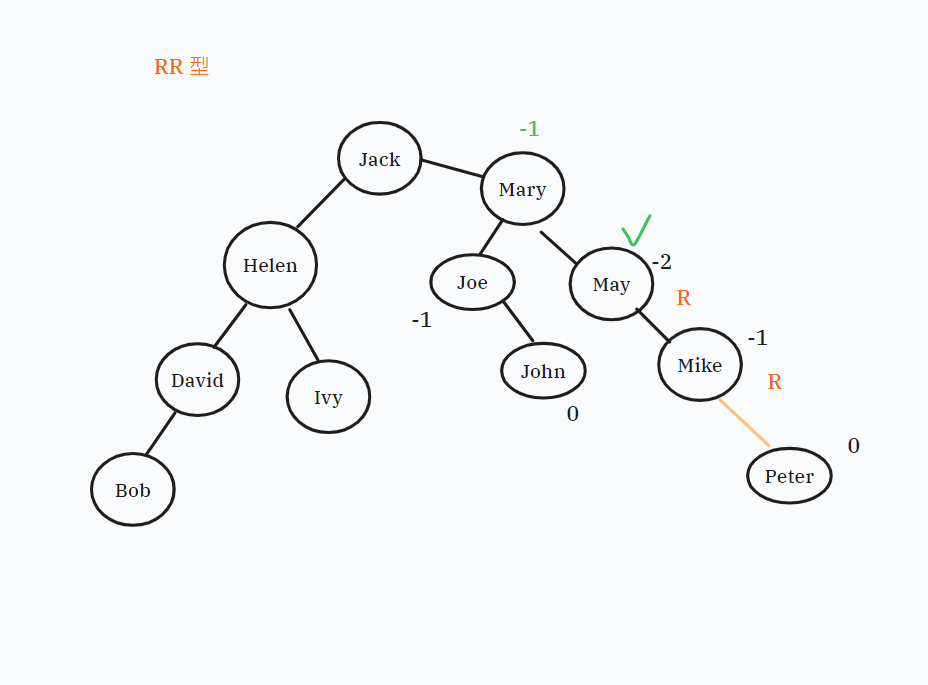 RR 型
-1
Jack
Mary
-2
Helen
Joe
May
R
-1
-1
Mike
David
John
R
Ivy
0
0
Peter
Bob